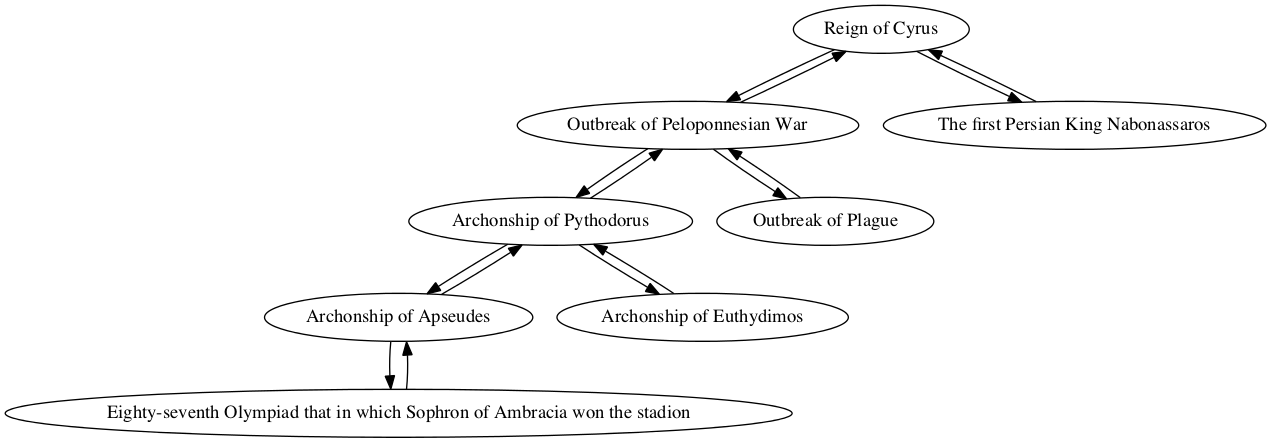 Reign of Cyrus
Outbreak of Peloponnesian War
The first Persian King Nabonassaros
Archonship of Pythodorus
Outbreak of Plague
Archonship of Apseudes
Archonship of Euthydimos
Eighty-seventh Olympiad that in which Sophron of Ambracia won the stadion